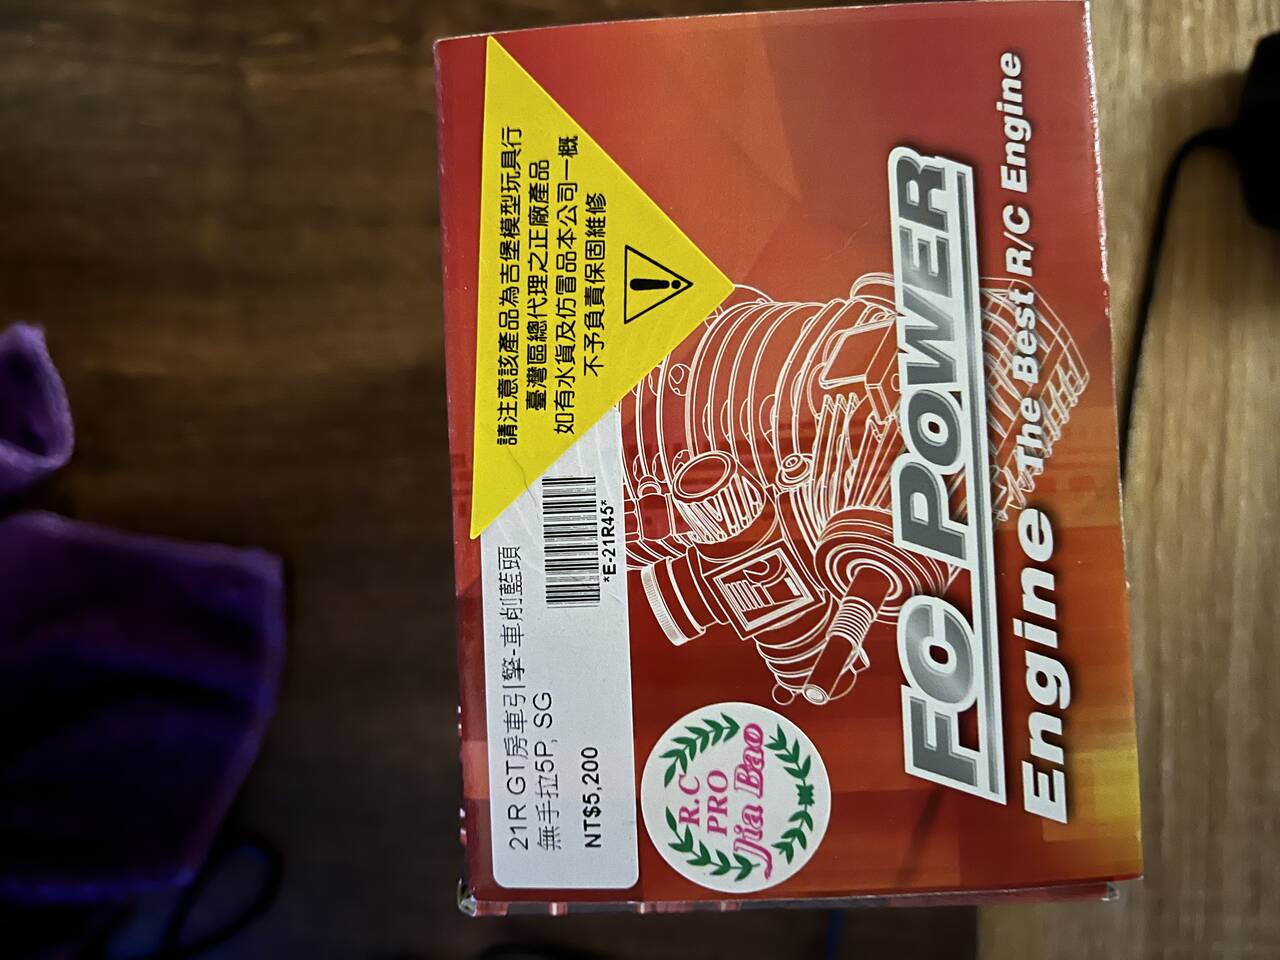 請注意該產品為吉堡模型玩具行
臺灣區總代理之正廠產品
如有水貨及仿冒品本公司一概
不予負責保固維修
21R GT房車引擎-車削藍頭
無手拉5P, SG
*E-21R45*
NT$5,200
R.C
PRO
Jia Bao
FC POWER
Engine The Best R/C Engine